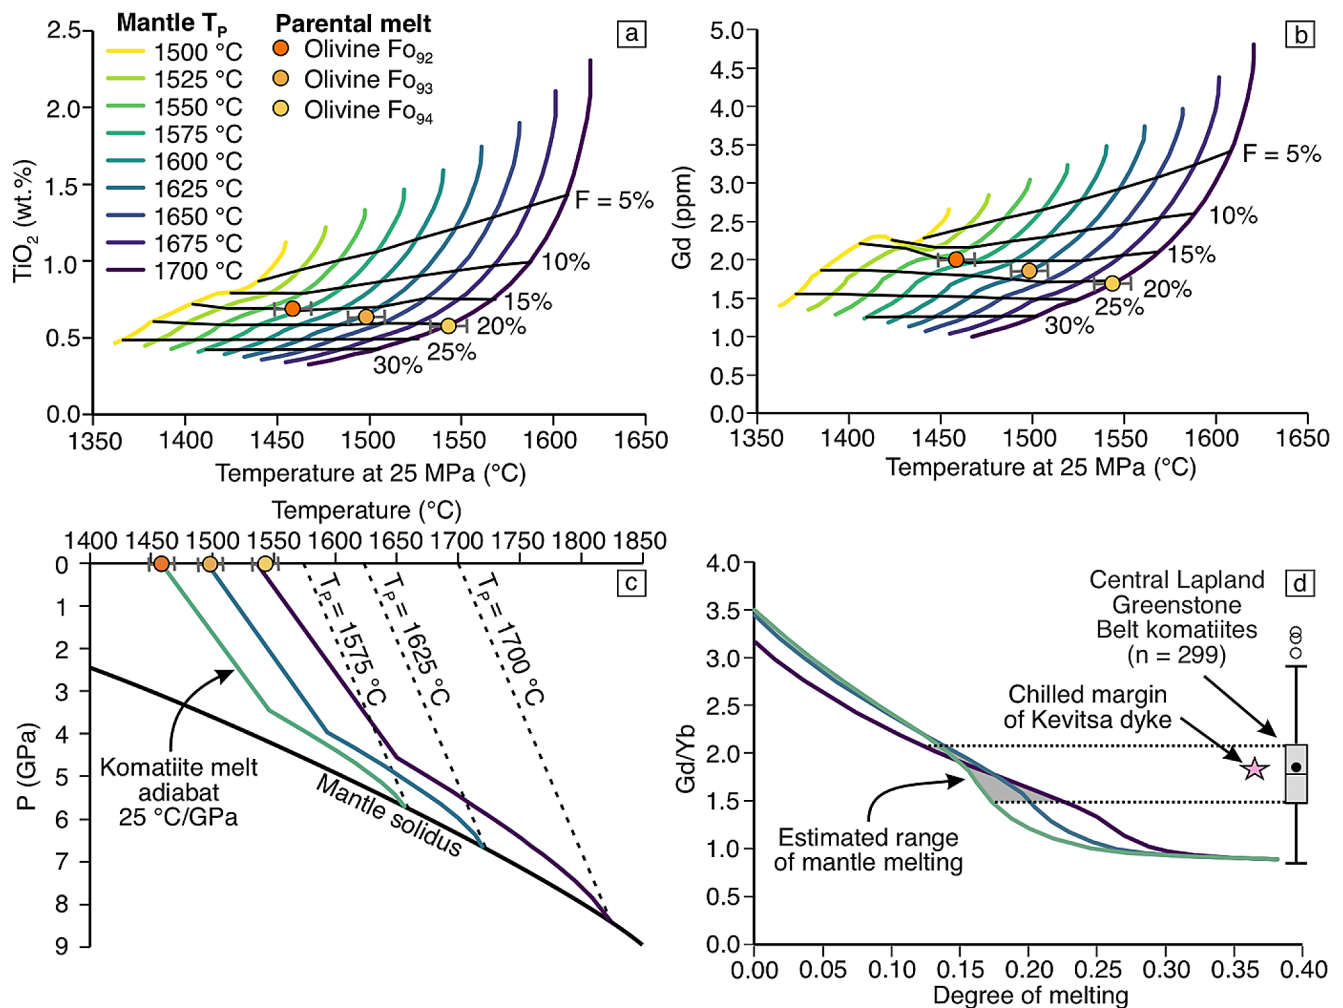 Mantle T_P
1500 °C
1525 °C
1550 °C
1575 °C
1600 °C
1625 °C
1650 °C
1675 °C
1700 °C
Parental melt
Olivine Fo₉₂
Olivine Fo₉₃
Olivine Fo₉₄
a
TiO₂ (wt.%)
2.5
2.0
1.5
1.0
0.5
0.0
F = 5%
10%
15%
20%
25%
30%
1350 1400 1450 1500 1550 1600 1650
Temperature at 25 MPa (°C)
b
Gd (ppm)
5.0
4.5
4.0
3.5
3.0
2.5
2.0
1.5
1.0
0.5
0.0
F = 5%
10%
15%
20%
25%
30%
1350 1400 1450 1500 1550 1600 1650
Temperature at 25 MPa (°C)
Temperature (°C)
1400 1450 1500 1550 1600 1650 1700 1750 1800 1850
c
P (GPa)
0
1
2
3
4
5
6
7
8
9
T_P = 1575 °C
T_P = 1625 °C
T_P = 1700 °C
Komatiite melt
adiabat
25 °C/GPa
Mantle solidus
d
Gd/Yb
4.0
3.5
3.0
2.5
2.0
1.5
1.0
0.5
0.0
Central Lapland
Greenstone
Belt komatiites
(n = 299)
Chilled margin
of Kevitsa dyke
Estimated range
of mantle melting
0.00 0.05 0.10 0.15 0.20 0.25 0.30 0.35 0.40
Degree of melting